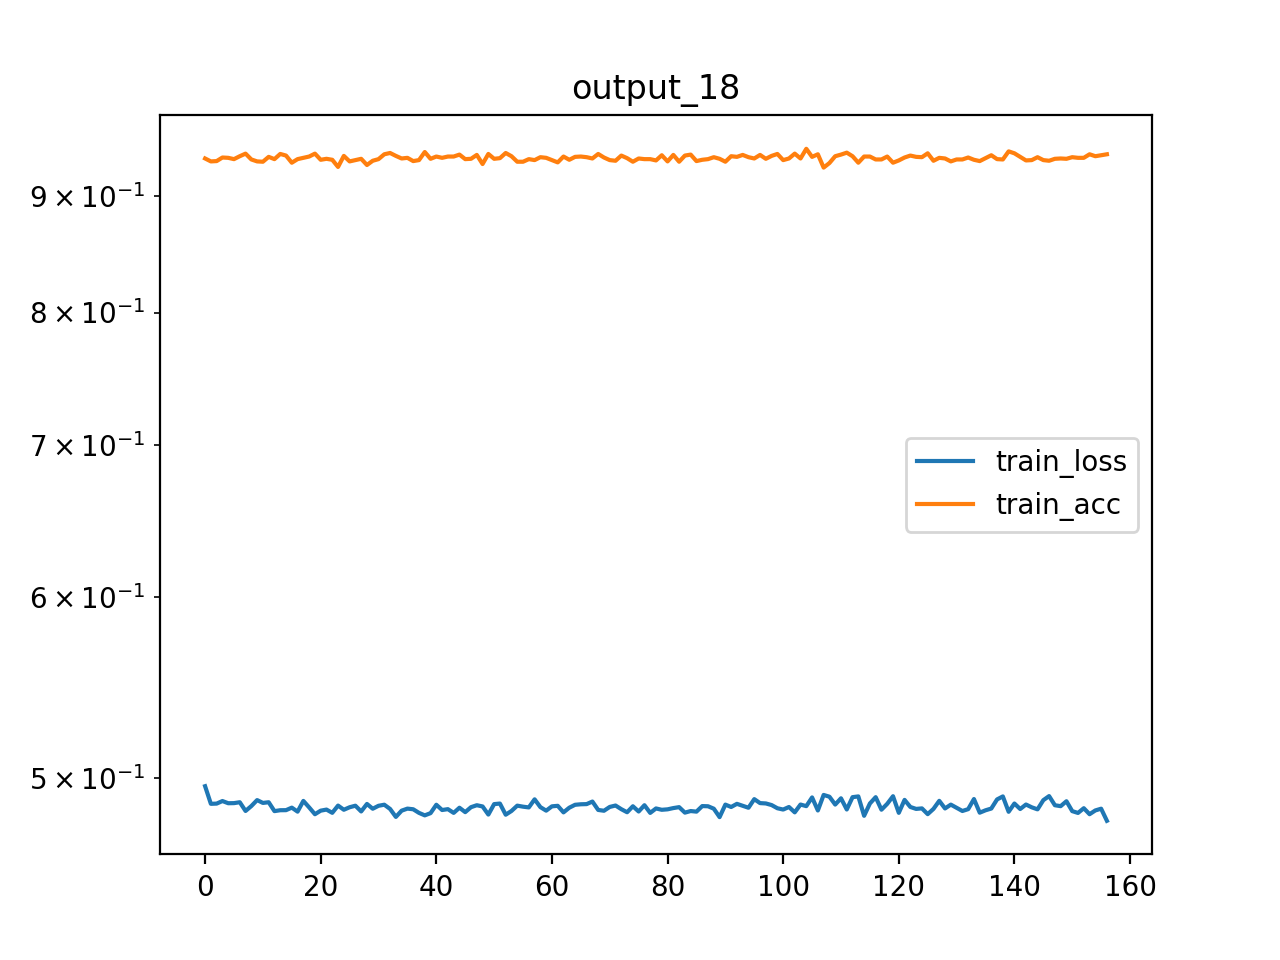 output_18
9 × 10⁻¹
8 × 10⁻¹
7 × 10⁻¹
6 × 10⁻¹
5 × 10⁻¹
train_loss
train_acc
0 20 40 60 80 100 120 140 160